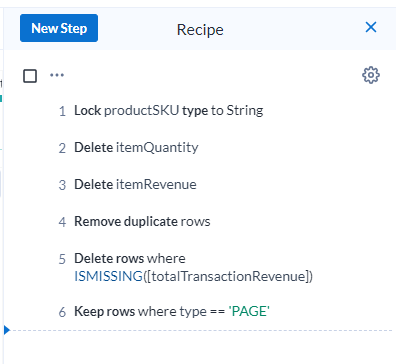 New Step
Recipe
1 Lock productSKU type to String
2 Delete itemQuantity
3 Delete itemRevenue
4 Remove duplicate rows
5 Delete rows where
ISMISSING([totalTransactionRevenue])
6 Keep rows where type == 'PAGE'